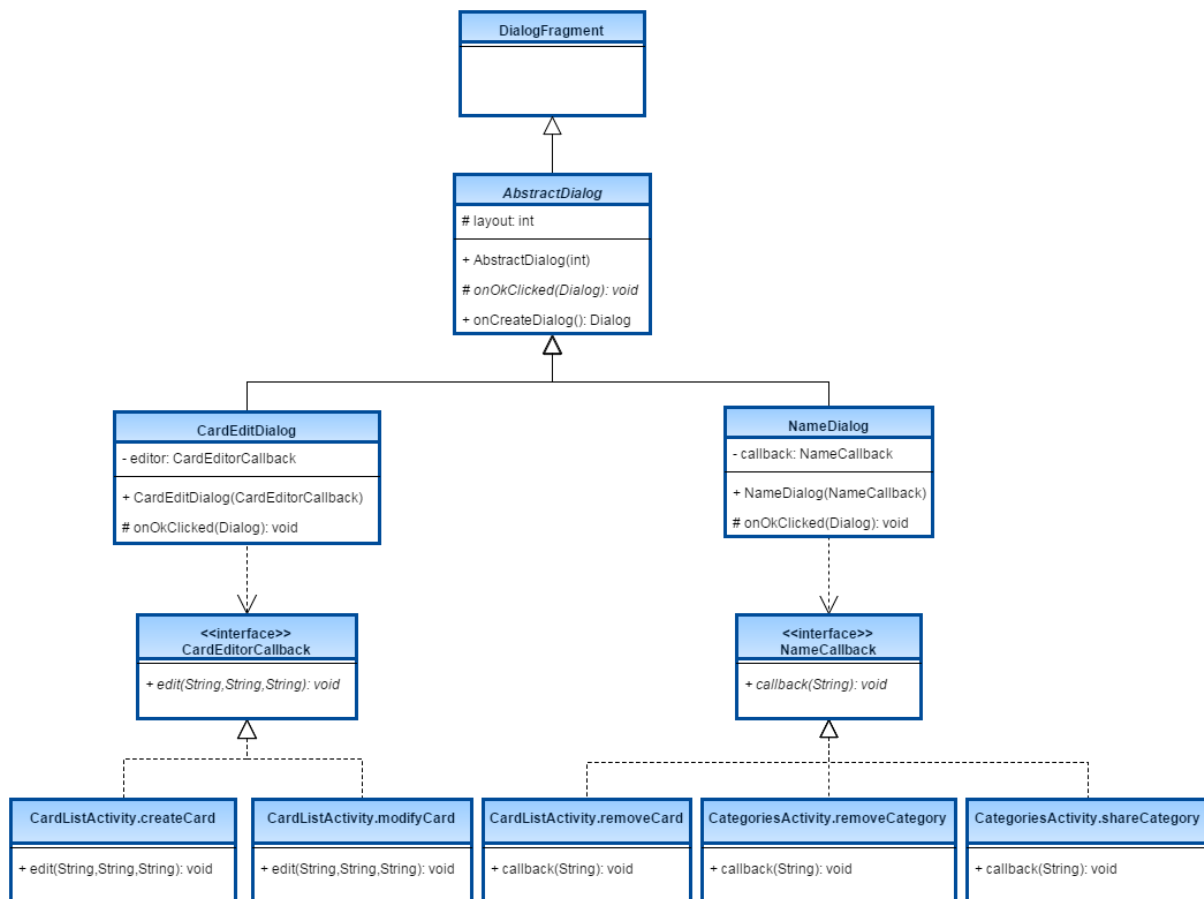 DialogFragment
AbstractDialog
# layout: int
+ AbstractDialog(int)
# onOkClicked(Dialog): void
+ onCreateDialog(): Dialog
CardEditDialog
- editor: CardEditorCallback
+ CardEditDialog(CardEditorCallback)
# onOkClicked(Dialog): void
NameDialog
- callback: NameCallback
+ NameDialog(NameCallback)
# onOkClicked(Dialog): void
<<interface>>
CardEditorCallback
+ edit(String,String,String): void
<<interface>>
NameCallback
+ callback(String): void
CardListActivity.createCard
+ edit(String,String,String): void
CardListActivity.modifyCard
+ edit(String,String,String): void
CardListActivity.removeCard
+ callback(String): void
CategoriesActivity.removeCategory
+ callback(String): void
CategoriesActivity.shareCategory
+ callback(String): void